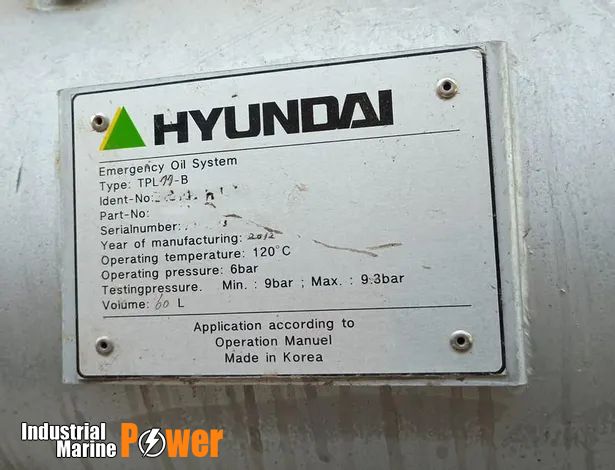 HYUNDAI
Emergency Oil System
Type: TPL77-B
Ident-No:
Part-No:
Serialnumber:
Year of manufacturing: 2012
Operating temperature: 120°C
Operating pressure: 6bar
Testingpressure. Min. : 9bar ; Max. : 9.3bar
Volume: 60 L
Application according to
Operation Manuel
Made in Korea
Industrial
Marine Power